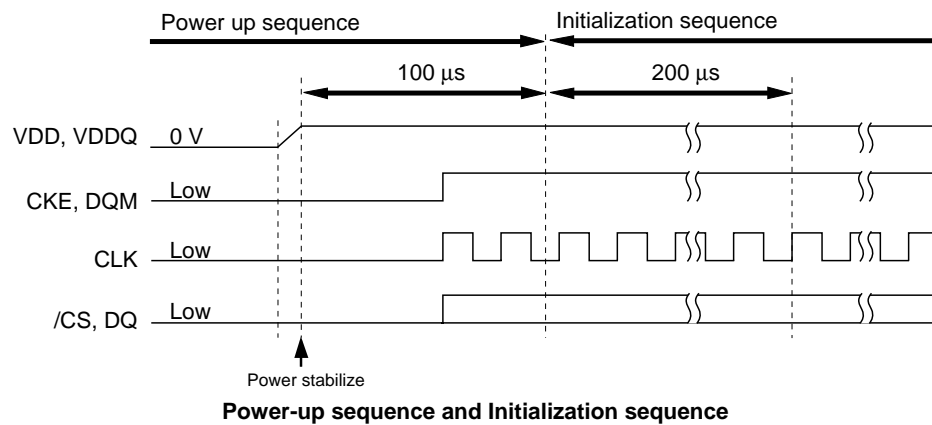 Power up sequence
Initialization sequence
100 μs
200 μs
VDD, VDDQ
0 V
CKE, DQM
Low
CLK
Low
/CS, DQ
Low
Power stabilize
Power-up sequence and Initialization sequence